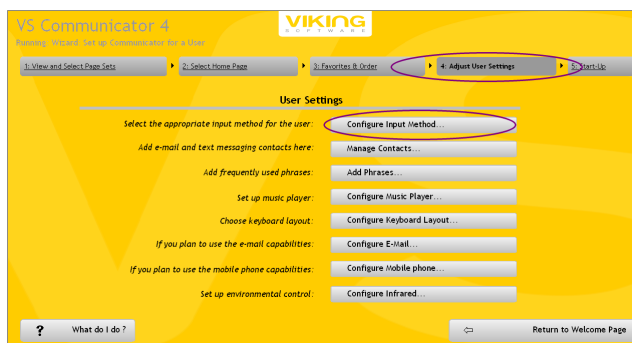 VS Communicator 4
VIKING
SOFTWARE
Running: Wizard: Set up Communicator for a User
1: View and Select Page Sets
2: Select Home Page
3: Favorites & Order
4: Adjust User Settings
5: Start-Up
User Settings
Select the appropriate input method for the user:
Configure Input Method...
Add e-mail and text messaging contacts here:
Manage Contacts...
Add frequently used phrases:
Add Phrases...
Set up music player:
Configure Music Player...
Choose keyboard layout:
Configure Keyboard Layout...
If you plan to use the e-mail capabilities:
Configure E-Mail...
If you plan to use the mobile phone capabilities:
Configure Mobile phone...
Set up environmental control:
Configure Infrared...
? What do I do ?
Return to Welcome Page